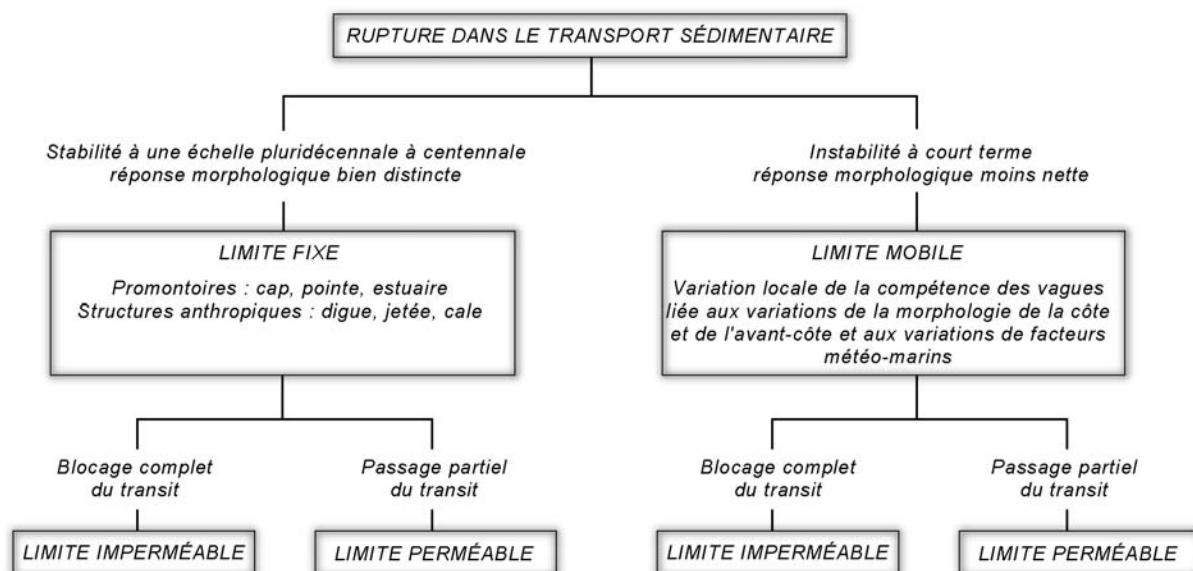 RUPTURE DANS LE TRANSPORT SÉDIMENTAIRE
Stabilité à une échelle pluridécennale à centennale
réponse morphologique bien distincte
Instabilité à court terme
réponse morphologique moins nette
LIMITE FIXE
Promontoires : cap, pointe, estuaire
Structures anthropiques : digue, jetée, cale
LIMITE MOBILE
Variation locale de la compétence des vagues
liée aux variations de la morphologie de la côte
et de l'avant-côte et aux variations de facteurs
météo-marins
Blocage complet
du transit
Passage partiel
du transit
Blocage complet
du transit
Passage partiel
du transit
LIMITE IMPERMÉABLE
LIMITE PERMÉABLE
LIMITE IMPERMÉABLE
LIMITE PERMÉABLE